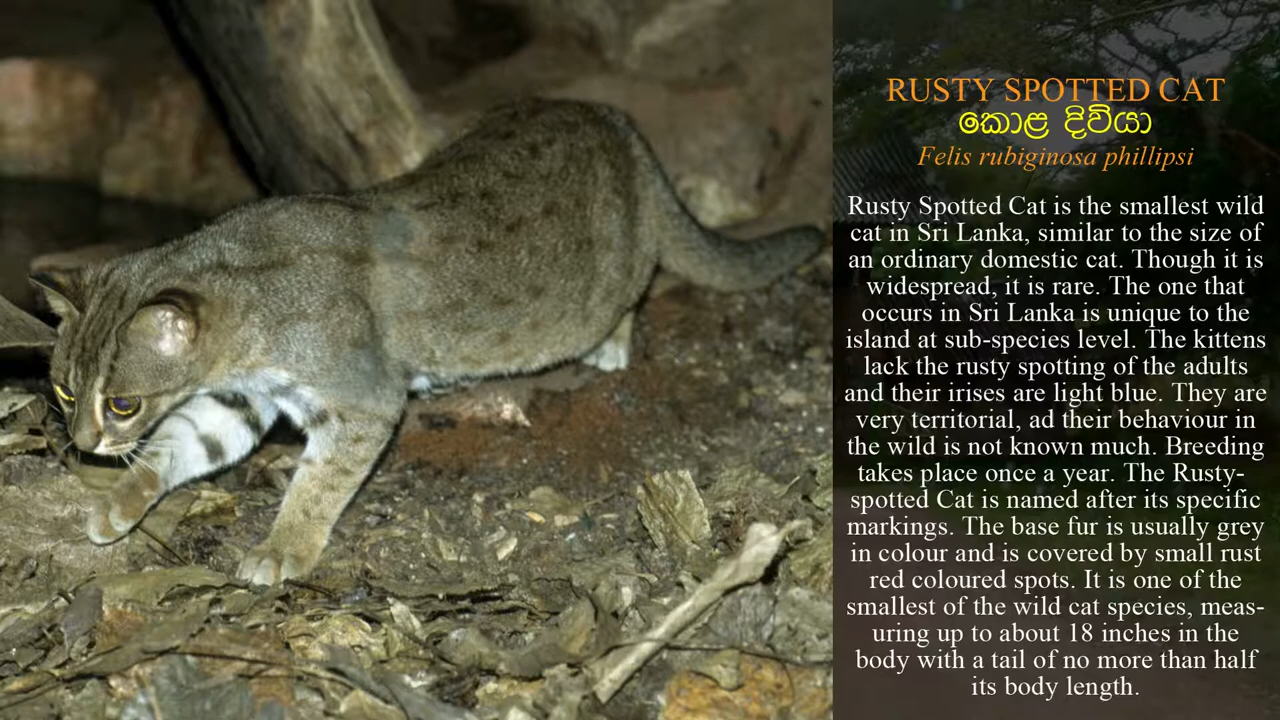 RUSTY SPOTTED CAT
කොළ දිවියා
Felis rubiginosa phillipsi
Rusty Spotted Cat is the smallest wild
cat in Sri Lanka, similar to the size of
an ordinary domestic cat. Though it is
widespread, it is rare. The one that
occurs in Sri Lanka is unique to the
island at sub-species level. The kittens
lack the rusty spotting of the adults
and their irises are light blue. They are
very territorial, ad their behaviour in
the wild is not known much. Breeding
takes place once a year. The Rusty-
spotted Cat is named after its specific
markings. The base fur is usually grey
in colour and is covered by small rust
red coloured spots. It is one of the
smallest of the wild cat species, meas-
uring up to about 18 inches in the
body with a tail of no more than half
its body length.